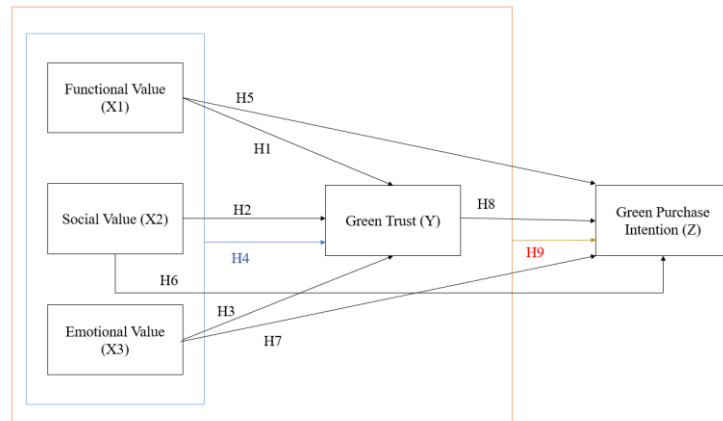 Functional Value
(X1)
H5
H1
Social Value (X2)
H2
Green Trust (Y)
H8
Green Purchase
Intention (Z)
H4
H9
H6
H3
Emotional Value
(X3)
H7